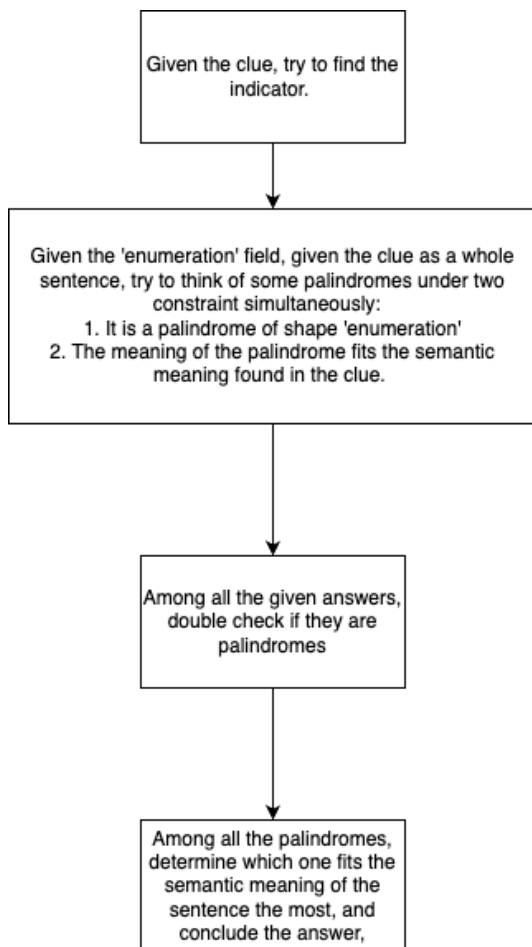 Given the clue, try to find the
indicator.
Given the 'enumeration' field, given the clue as a whole
sentence, try to think of some palindromes under two
constraint simultaneously:
1. It is a palindrome of shape 'enumeration'
2. The meaning of the palindrome fits the semantic
meaning found in the clue.
Among all the given answers,
double check if they are
palindromes
Among all the palindromes,
determine which one fits the
semantic meaning of the
sentence the most, and
conclude the answer,